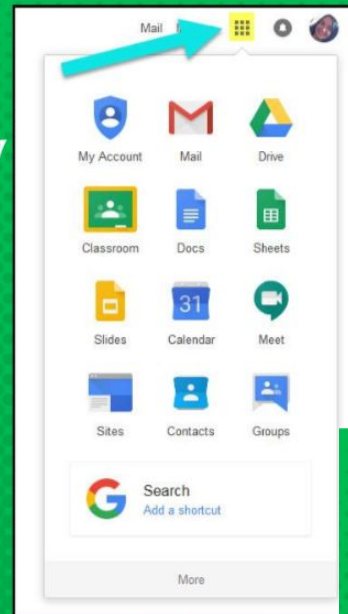 Mail
My Account Mail Drive
Classroom Docs Sheets
31
Slides Calendar Meet
Sites Contacts Groups
G Search
Add a shortcut
More